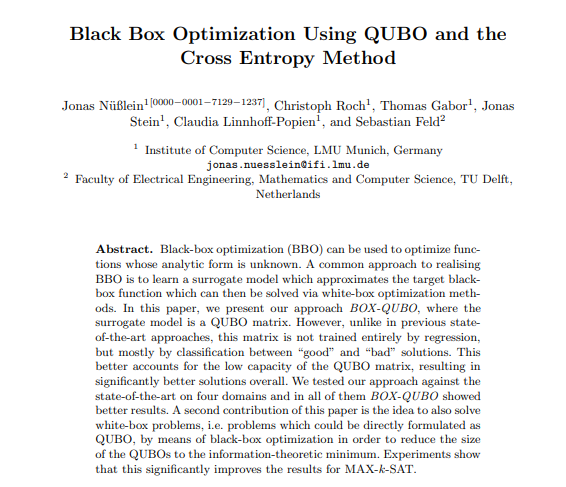 Black Box Optimization Using QUBO and the
Cross Entropy Method
Jonas Nüßlein1[0000−0001−7129−1237], Christoph Roch1, Thomas Gabor1, Jonas
Stein1, Claudia Linnhoff-Popien1, and Sebastian Feld2
1 Institute of Computer Science, LMU Munich, Germany
jonas.nuesslein@ifi.lmu.de
2 Faculty of Electrical Engineering, Mathematics and Computer Science, TU Delft,
Netherlands
Abstract. Black-box optimization (BBO) can be used to optimize func-
tions whose analytic form is unknown. A common approach to realising
BBO is to learn a surrogate model which approximates the target black-
box function which can then be solved via white-box optimization meth-
ods. In this paper, we present our approach BOX-QUBO, where the
surrogate model is a QUBO matrix. However, unlike in previous state-
of-the-art approaches, this matrix is not trained entirely by regression,
but mostly by classification between “good” and “bad” solutions. This
better accounts for the low capacity of the QUBO matrix, resulting in
significantly better solutions overall. We tested our approach against the
state-of-the-art on four domains and in all of them BOX-QUBO showed
better results. A second contribution of this paper is the idea to also solve
white-box problems, i.e. problems which could be directly formulated as
QUBO, by means of black-box optimization in order to reduce the size
of the QUBOs to the information-theoretic minimum. Experiments show
that this significantly improves the results for MAX-k-SAT.